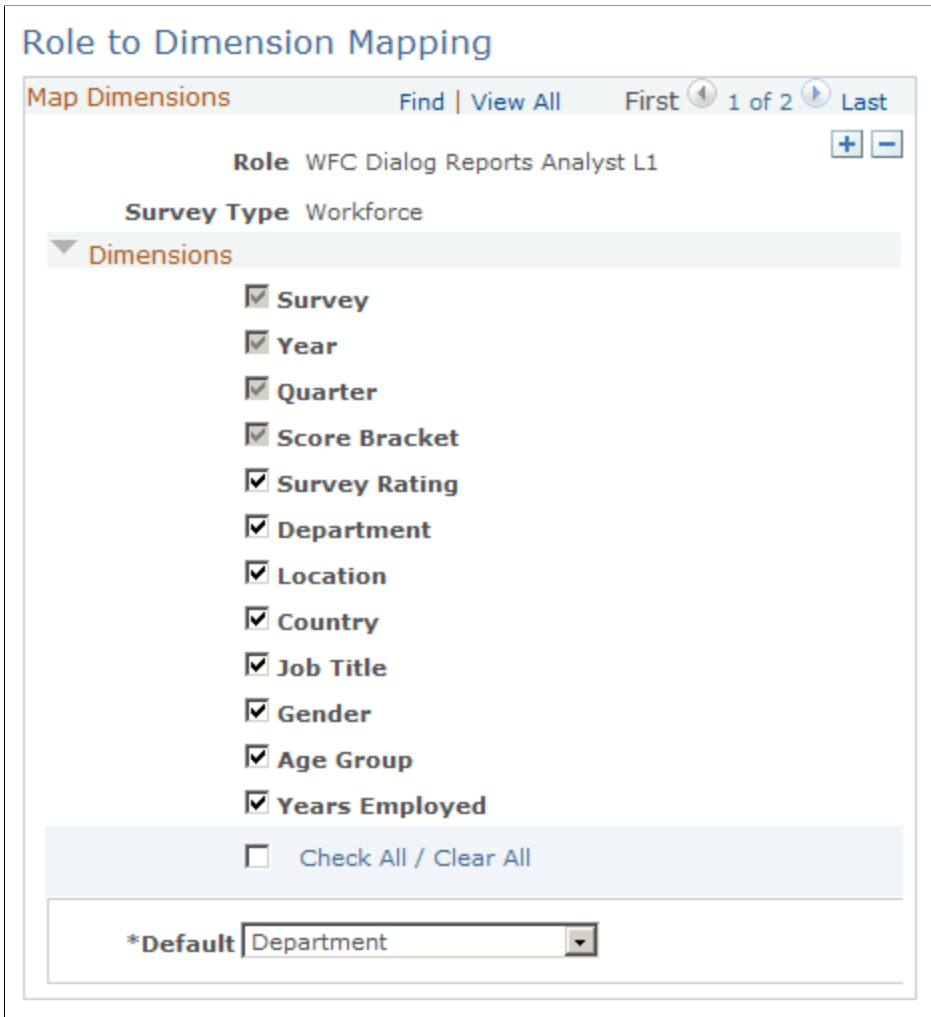 Role to Dimension Mapping
Map Dimensions Find | View All First 1 of 2 Last
Role WFC Dialog Reports Analyst L1
Survey Type Workforce
Dimensions
Survey
Year
Quarter
Score Bracket
Survey Rating
Department
Location
Country
Job Title
Gender
Age Group
Years Employed
Check All / Clear All
*Default Department